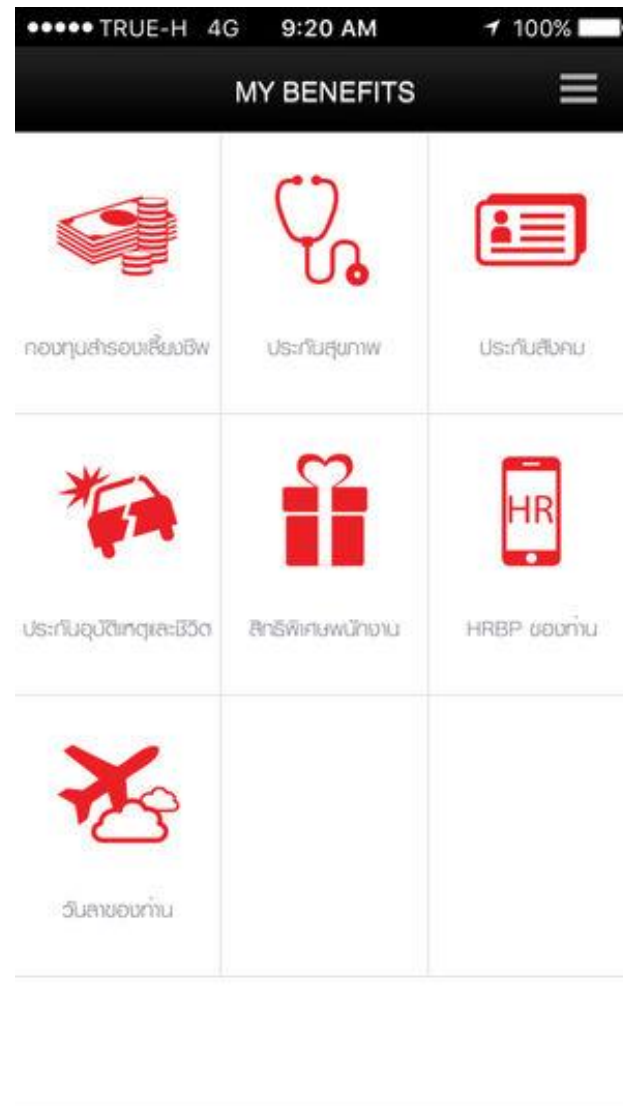 TRUE-H 4G 9:20 AM 100%
MY BENEFITS
กองทุนสำรองเลี้ยงชีพ
ประกันสุขภาพ
ประกันสังคม
HR
ประกันอุบัติเหตุและชีวิต
สิทธิพิเศษพนักงาน
HRBP ของท่าน
วันลาของท่าน